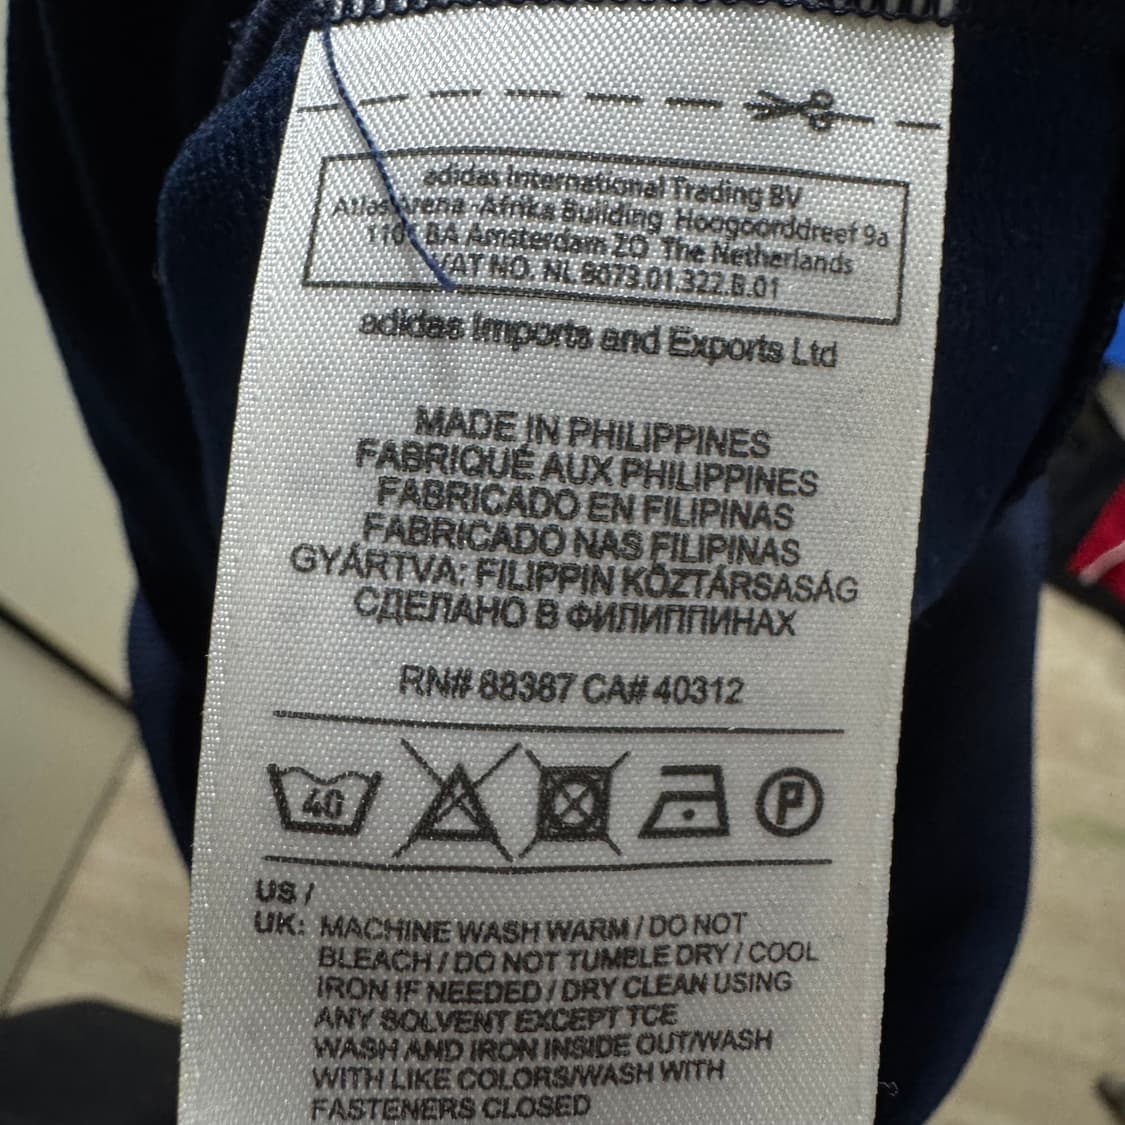 adidas International Trading BV
Atlas Arena -Afrika Building Hoogoorddreef 9a
BA Amsterdam ZO The Netherlands
VAT NO. NL 8073.01.322.B.01
adidas Imports and Exports Ltd
MADE IN PHILIPPINES
FABRIQUÉ AUX PHILIPPINES
FABRICADO EN FILIPINAS
FABRICADO NAS FILIPINAS
GYÁRTVA: FILIPPIN KÖZTÁRSASÁG
СДЕЛАНО В ФИЛИППИНАХ
RN# 88387 CA# 40312
40 P
US /
UK: MACHINE WASH WARM / DO NOT
BLEACH / DO NOT TUMBLE DRY / COOL
IRON IF NEEDED / DRY CLEAN USING
ANY SOLVENT EXCEPT TCE
WASH AND IRON INSIDE OUT/WASH
WITH LIKE COLORS/WASH WITH
FASTENERS CLOSED